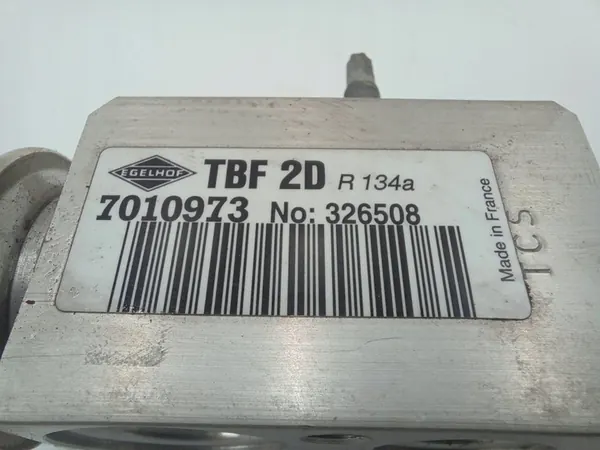 EGELHOF TBF 2D R 134a
7010973 No: 326508
Made in France
TCS